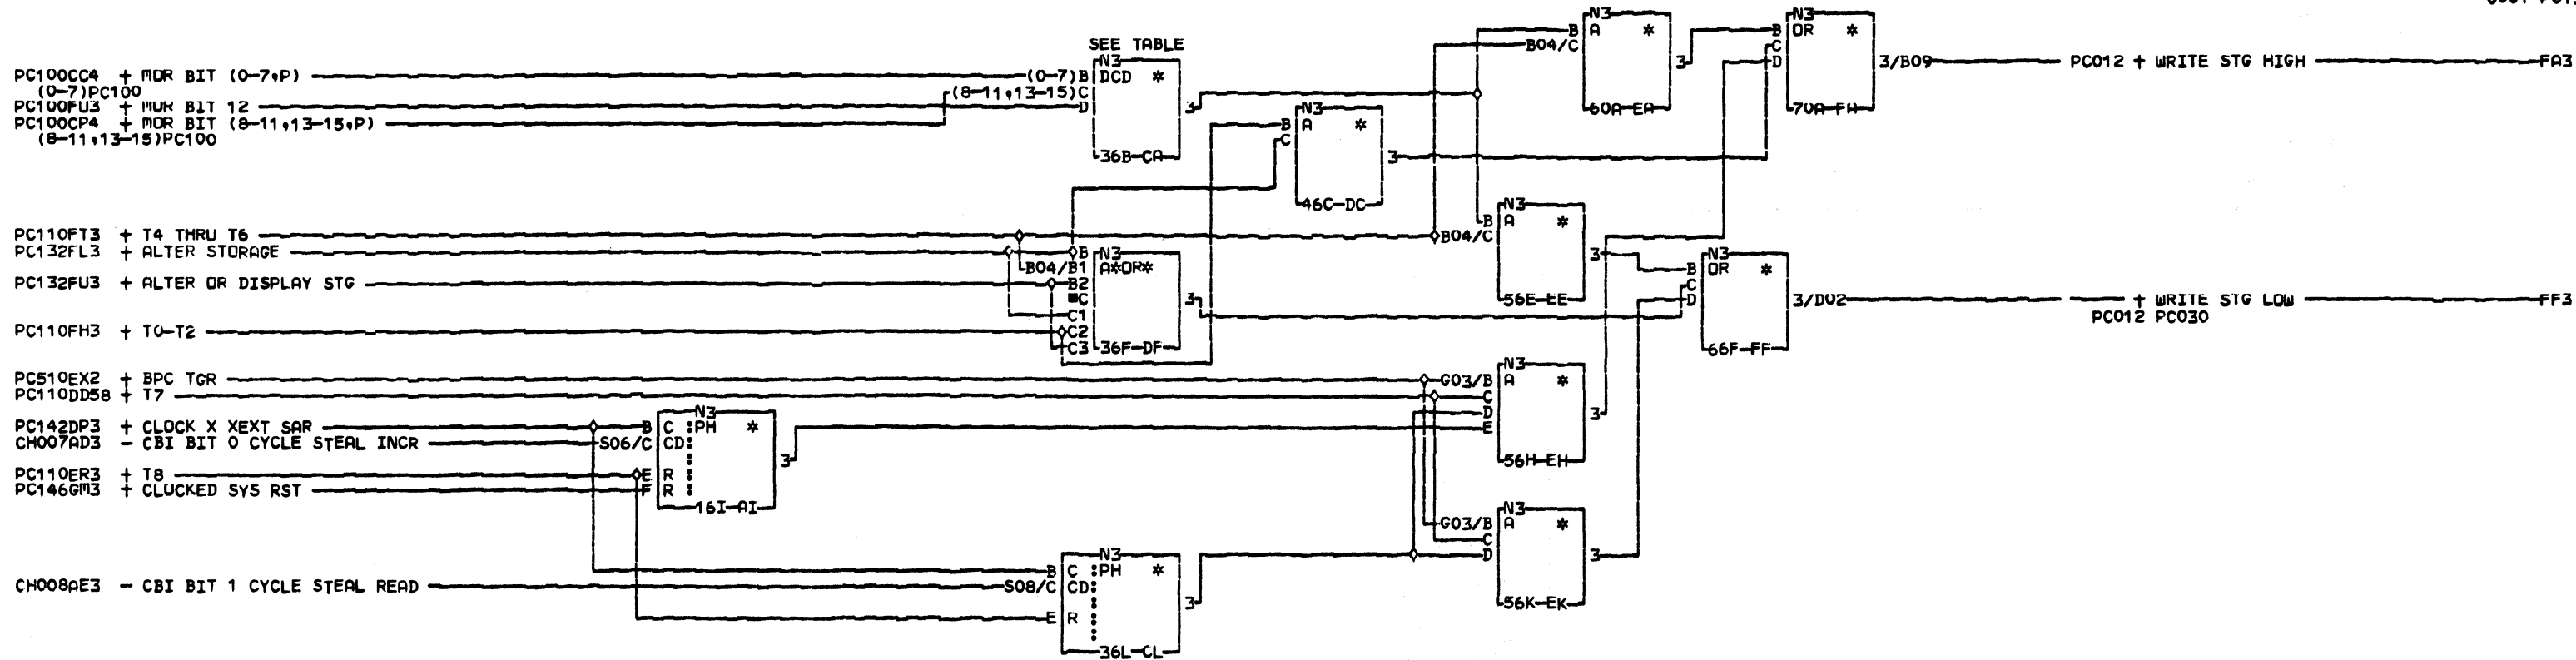 SEE TABLE
PC100CC4 + MOR BIT (0-7,P)
(0-7)PC100
PC100FU3 + MOR BIT 12
PC100CP4 + MOR BIT (8-11,13-15,P)
(8-11,13-15)PC100
(0-7)B
(8-11,13-15)C
D
N3
DCD *
3
36B-CA
N3
B A *
C
3
46C-DC
N3
B A *
B04/C
3
60A-EA
N3
B OR *
C
D
3/B09
70A-FA
PC012 + WRITE STG HIGH
FA3
PC110FT3 + T4 THRU T6
PC132FL3 + ALTER STORAGE
PC132FU3 + ALTER OR DISPLAY STG
PC110FH3 + T0-T2
B
B04/B1
B2
■C
C1
C2
C3
N3
A*OR*
3
36F-DF
N3
B A *
B04/C
3
56E-EE
N3
B OR *
C
D
3/D02
66F-FF
+ WRITE STG LOW
PC012 PC030
FF3
PC510EX2 + BPC TGR
PC110DD58 + T7
G03/B
C
D
E
N3
A *
3
56H-EH
PC142DP3 + CLOCK X XEXT SAR
CH007AD3 - CBI BIT 0 CYCLE STEAL INCR
PC110ER3 + T8
PC146GM3 + CLOCKED SYS RST
N3
B C PH *
S06/C CD
E R
F R
3
16I-AI
N3
G03/B A *
C
D
3
56K-EK
CH008AE3 - CBI BIT 1 CYCLE STEAL READ
N3
B C PH *
S08/C CD
E R
3
36L-CL